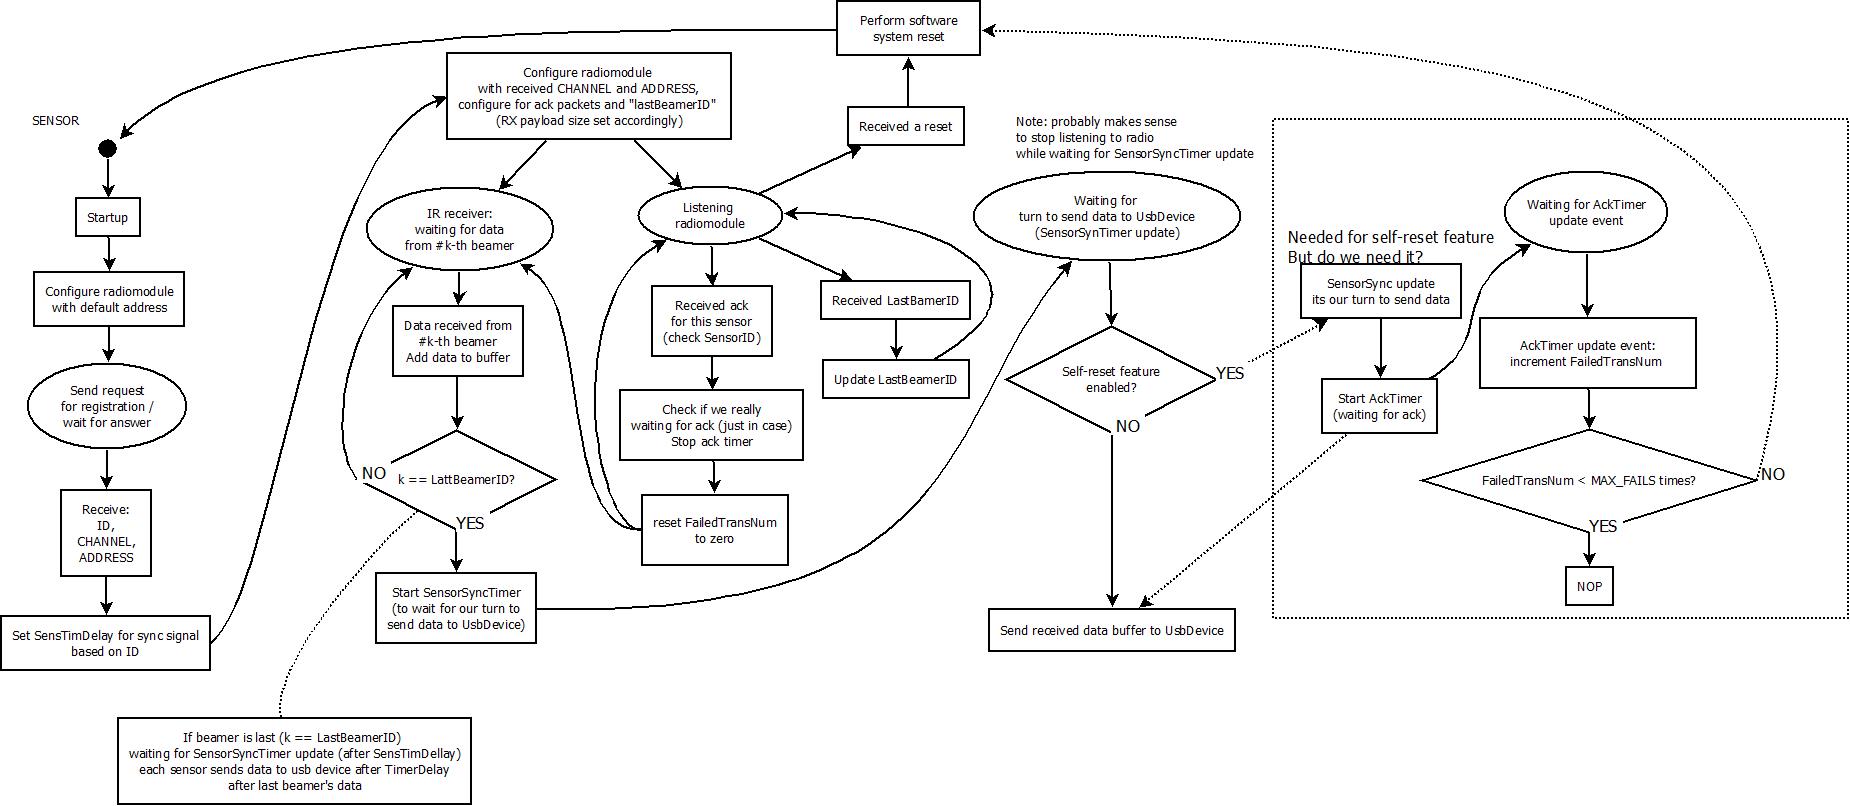 Perform software
system reset
Configure radiomodule
with received CHANNEL and ADDRESS,
configure for ack packets and "lastBeamerID"
(RX payload size set accordingly)
SENSOR
Received a reset
Note: probably makes sense
to stop listening to radio
while waiting for SensorSyncTimer update
Startup
IR receiver:
waiting for data
from #k-th beamer
Listening
radiomodule
Waiting for
turn to send data to UsbDevice
(SensorSynTimer update)
Waiting for AckTimer
update event
Needed for self-reset feature
But do we need it?
Configure radiomodule
with default address
Data received from
#k-th beamer
Add data to buffer
Received ack
for this sensor
(check SensorID)
Received LastBamerID
SensorSync update
its our turn to send data
AckTimer update event:
increment FailedTransNum
Send request
for registration /
wait for answer
Update LastBeamerID
Self-reset feature
enabled?
YES
NO
Start AckTimer
(waiting for ack)
Check if we really
waiting for ack (just in case)
Stop ack timer
NO
k == LattBeamerID?
YES
FailedTransNum < MAX_FAILS times?
NO
YES
Receive:
ID,
CHANNEL,
ADDRESS
reset FailedTransNum
to zero
NOP
Start SensorSyncTimer
(to wait for our turn to
send data to UsbDevice)
Send received data buffer to UsbDevice
Set SensTimDelay for sync signal
based on ID
If beamer is last (k == LastBeamerID)
waiting for SensorSyncTimer update (after SensTimDellay)
each sensor sends data to usb device after TimerDelay
after last beamer's data